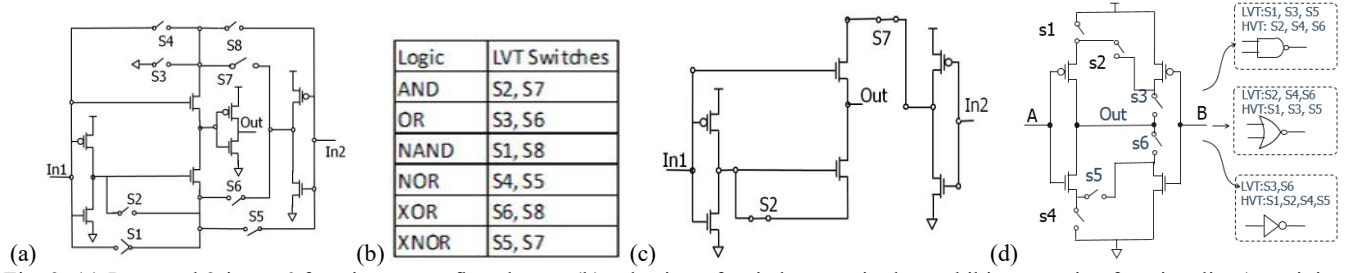 S4
S8
S3
S7
Out
In1
In2
S2
S6
S5
S1
(a)
Logic LVT Switches
AND S2, S7
OR S3, S6
NAND S1, S8
NOR S4, S5
XOR S6, S8
XNOR S5, S7
(b)
S7
Out
In2
In1
S2
(c)
s1
s2
s3
A
Out
B
s6
s5
s4
(d)
LVT:S1, S3, S5
HVT: S2, S4, S6
LVT:S2, S4,S6
HVT:S1, S3, S5
LVT:S3,S6
HVT:S1,S2,S4,S5